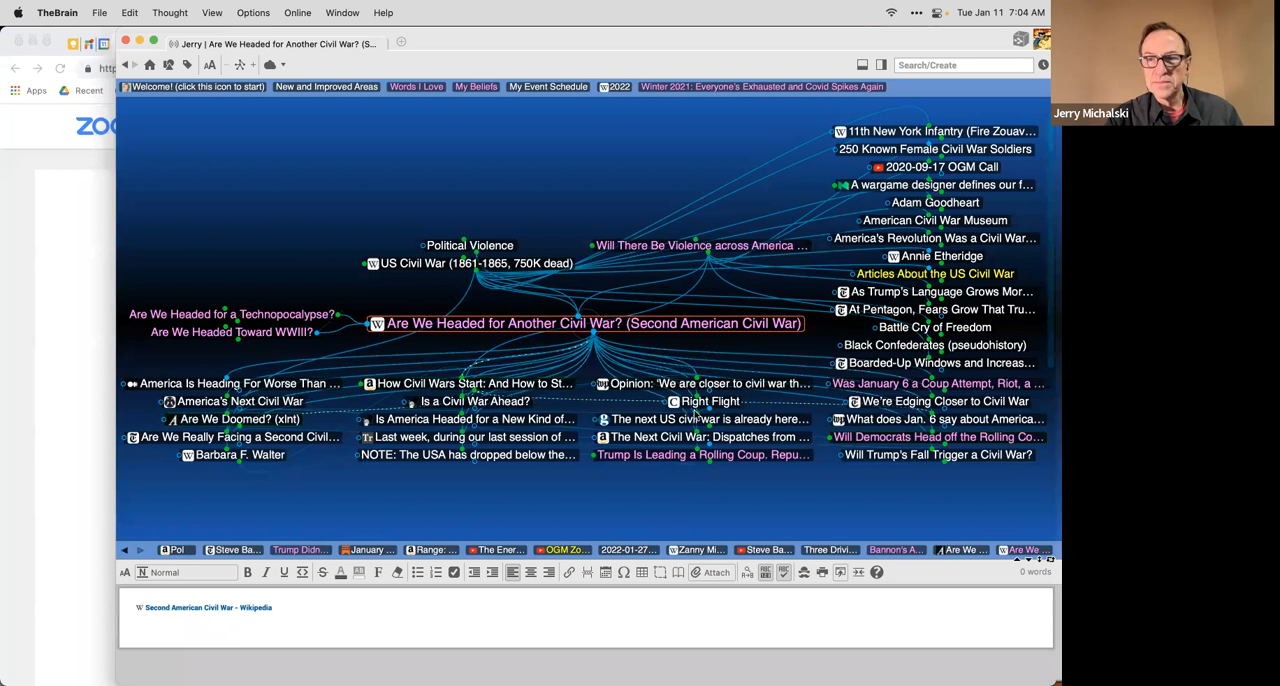 TheBrain File Edit Thought View Options Online Window Help Tue Jan 11 7:04 AM
Jerry | Are We Headed for Another Civil War? (S...
Search/Create
http
Apps Recent
Welcome! (click this icon to start) New and Improved Areas Words I Love My Beliefs My Event Schedule 2022 Winter 2021: Everyone's Exhausted and Covid Spikes Again
Jerry Michalski
ZOO
11th New York Infantry (Fire Zouav...
250 Known Female Civil War Soldiers
2020-09-17 OGM Call
A wargame designer defines our f...
Adam Goodheart
American Civil War Museum
America's Revolution Was a Civil War...
Annie Etheridge
Articles About the US Civil War
As Trump's Language Grows Mor...
At Pentagon, Fears Grow That Tru...
Battle Cry of Freedom
Black Confederates (pseudohistory)
Boarded-Up Windows and Increas...
Political Violence
Will There Be Violence across America ...
US Civil War (1861-1865, 750K dead)
Are We Headed for a Technopocalypse?
Are We Headed Toward WWIII?
Are We Headed for Another Civil War? (Second American Civil War)
America Is Heading For Worse Than ...
America's Next Civil War
Are We Doomed? (xlnt)
Are We Really Facing a Second Civil...
Barbara F. Walter
How Civil Wars Start: And How to St...
Is a Civil War Ahead?
Is America Headed for a New Kind of...
Last week, during our last session of ...
NOTE: The USA has dropped below the...
Opinion: 'We are closer to civil war th...
Right Flight
The next US civil war is already here...
The Next Civil War: Dispatches from ...
Trump Is Leading a Rolling Coup. Repu...
Was January 6 a Coup Attempt, Riot, a ...
We're Edging Closer to Civil War
What does Jan. 6 say about America...
Will Democrats Head off the Rolling Co...
Will Trump's Fall Trigger a Civil War?
Pol Steve Ba... Trump Didn... January ... Range: ... The Ener... OGM Zo... 2022-01-27... Zanny Mi... Steve Ba... Three Drivi... Bannon's A... Are We ... Are We ...
Normal Attach 0 words
Second American Civil War - Wikipedia